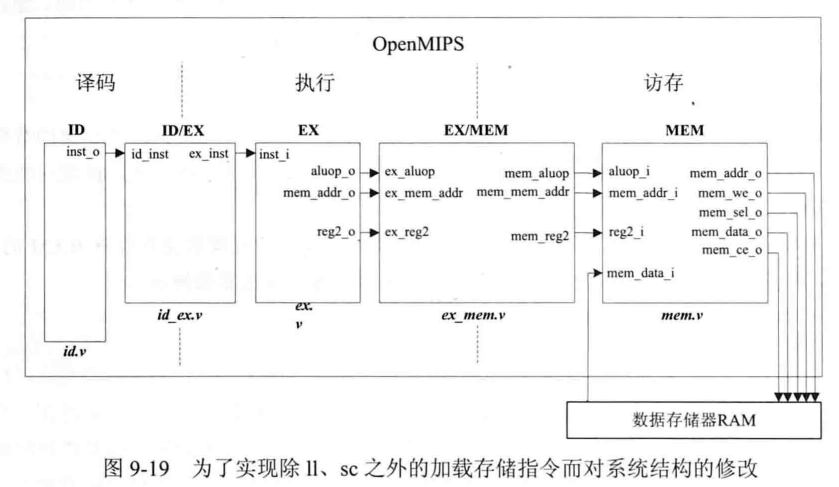 OpenMIPS
译码 执行 访存
ID ID/EX EX EX/MEM MEM
inst_o id_inst ex_inst inst_i
aluop_o ex_aluop mem_aluop aluop_i mem_addr_o
mem_addr_o ex_mem_addr mem_mem_addr mem_addr_i mem_we_o
mem_sel_o
reg2_o ex_reg2 mem_reg2 reg2_i mem_data_o
mem_ce_o
mem_data_i
id_ex.v ex. ex_mem.v mem.v
v
id.v
数据存储器RAM
图 9-19 为了实现除 ll、sc 之外的加载存储指令而对系统结构的修改